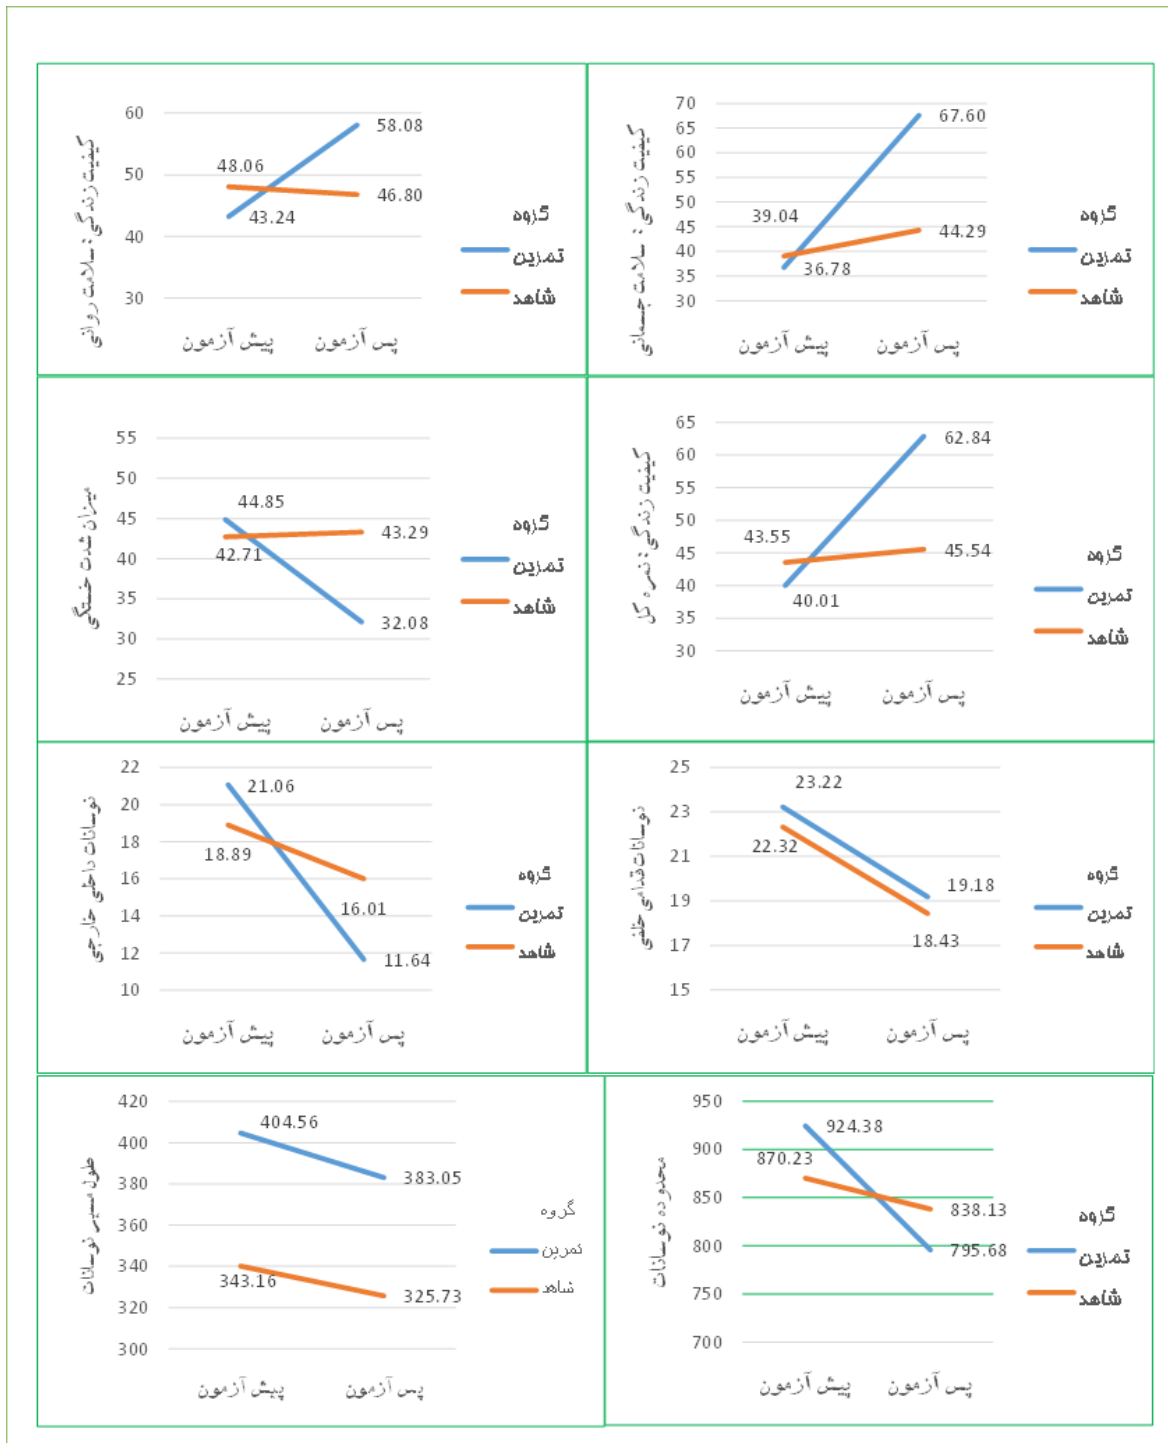 کیفیت زندگی: سلامت روانی
60
50
40
30
58.08
48.06
46.80
43.24
پیش آزمون
پس آزمون
گروه
تمرین
شاهد
کیفیت زندگی: سلامت جسمانی
70
65
60
55
50
45
40
35
30
67.60
39.04
44.29
36.78
پیش آزمون
پس آزمون
گروه
تمرین
شاهد
میزان شدت خستگی
55
50
45
40
35
30
25
44.85
42.71
43.29
32.08
پیش آزمون
پس آزمون
گروه
تمرین
شاهد
کیفیت زندگی: نمره کل
65
60
55
50
45
40
35
30
62.84
43.55
45.54
40.01
پیش آزمون
پس آزمون
گروه
تمرین
شاهد
نوسانات داخلی خارجی
22
20
18
16
14
12
10
21.06
18.89
16.01
11.64
پیش آزمون
پس آزمون
گروه
تمرین
شاهد
نوسانات قدامی خلفی
25
23
21
19
17
15
23.22
22.32
19.18
18.43
پیش آزمون
پس آزمون
گروه
تمرین
شاهد
طول مسیر نوسانات
420
400
380
360
340
320
300
404.56
383.05
343.16
325.73
پیش آزمون
پس آزمون
گروه
تمرین
شاهد
محدوده نوسانات
950
900
850
800
750
700
924.38
870.23
838.13
795.68
پیش آزمون
پس آزمون
گروه
تمرین
شاهد